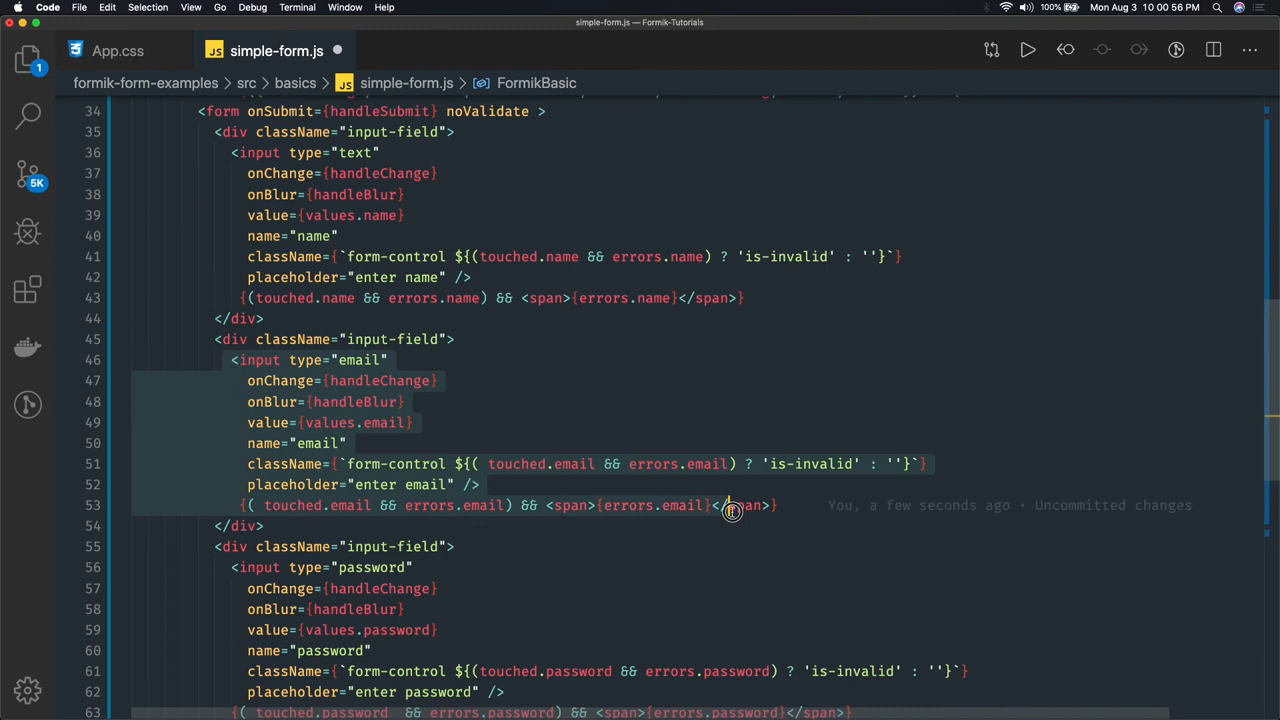 Code File Edit Selection View Go Debug Terminal Window Help 100% Mon Aug 3 10 00 56 PM
simple-form.js — Formik-Tutorials
1
App.css
JS simple-form.js
formik-form-examples › src › basics › JS simple-form.js › FormikBasic
5K
34 <form onSubmit={handleSubmit} noValidate >
35 <div className="input-field">
36 <input type="text"
37 onChange={handleChange}
38 onBlur={handleBlur}
39 value={values.name}
40 name="name"
41 className={`form-control ${(touched.name && errors.name) ? 'is-invalid' : ''}`}
42 placeholder="enter name" />
43 {(touched.name && errors.name) && <span>{errors.name}</span>}
44 </div>
45 <div className="input-field">
46 <input type="email"
47 onChange={handleChange}
48 onBlur={handleBlur}
49 value={values.email}
50 name="email"
51 className={`form-control ${( touched.email && errors.email) ? 'is-invalid' : ''}`}
52 placeholder="enter email" />
53 {( touched.email && errors.email) && <span>{errors.email}</span>} You, a few seconds ago • Uncommitted changes
54 </div>
55 <div className="input-field">
56 <input type="password"
57 onChange={handleChange}
58 onBlur={handleBlur}
59 value={values.password}
60 name="password"
61 className={`form-control ${(touched.password && errors.password) ? 'is-invalid' : ''}`}
62 placeholder="enter password" />
63 {( touched.password && errors.password) && <span>{errors.password}</span>}